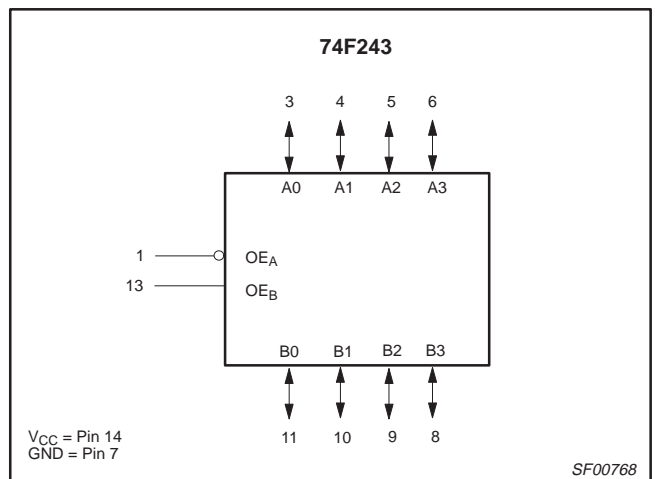 74F243
3 4 5 6
A0 A1 A2 A3
1 OEA
13 OEB
B0 B1 B2 B3
11 10 9 8
VCC = Pin 14
GND = Pin 7
SF00768